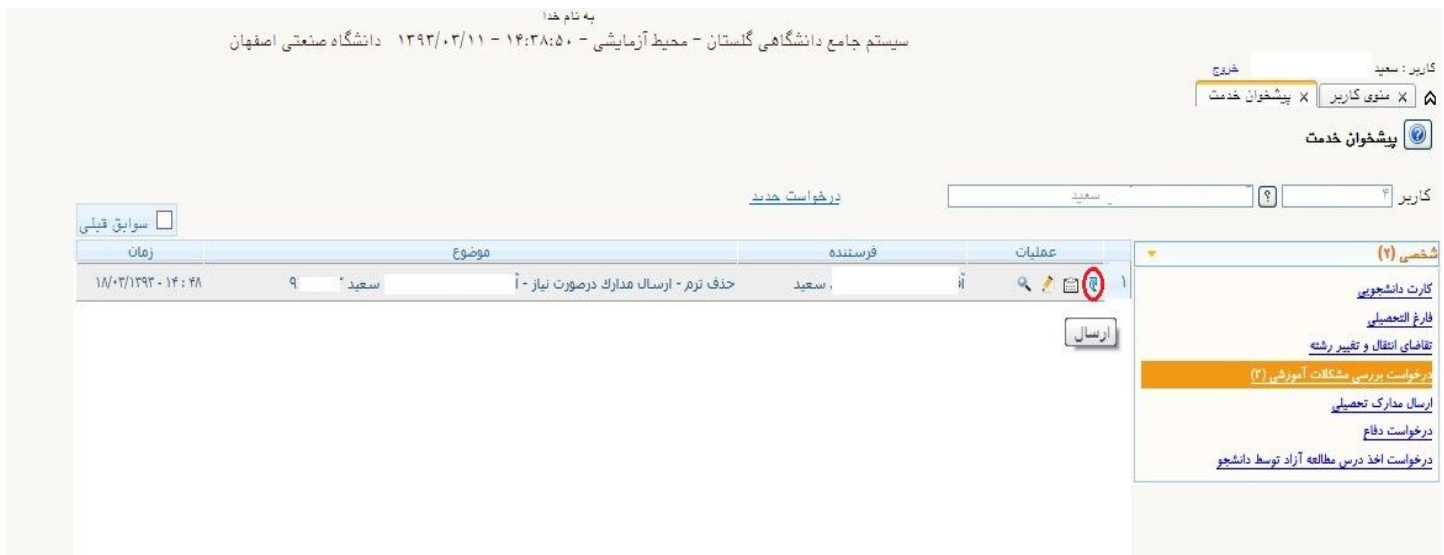 به نام خدا
سیستم جامع دانشگاهی گلستان - محیط آزمایشی - ۱۴:۳۸:۵۰ - ۱۳۹۳/۰۳/۱۱ دانشگاه صنعتی اصفهان
کاربر : سعید خروج
x منوی کاربر x پیشخوان خدمت
پیشخوان خدمت
کاربر ۴ ؟ سعید درخواست جدید
سوابق قبلی
شخصی (۲)
عملیات فرستنده موضوع زمان
۱ سعید حذف ترم - ارسال مدارک درصورت نیاز - آ سعید ۹ ۱۸/۰۳/۱۳۹۳ - ۱۴ : ۴۸
ارسال
کارت دانشجویی
فارغ التحصیلی
تقاضای انتقال و تغییر رشته
درخواست بررسی مشکلات آموزشی (۲)
ارسال مدارک تحصیلی
درخواست دفاع
درخواست اخذ درس مطالعه آزاد توسط دانشجو